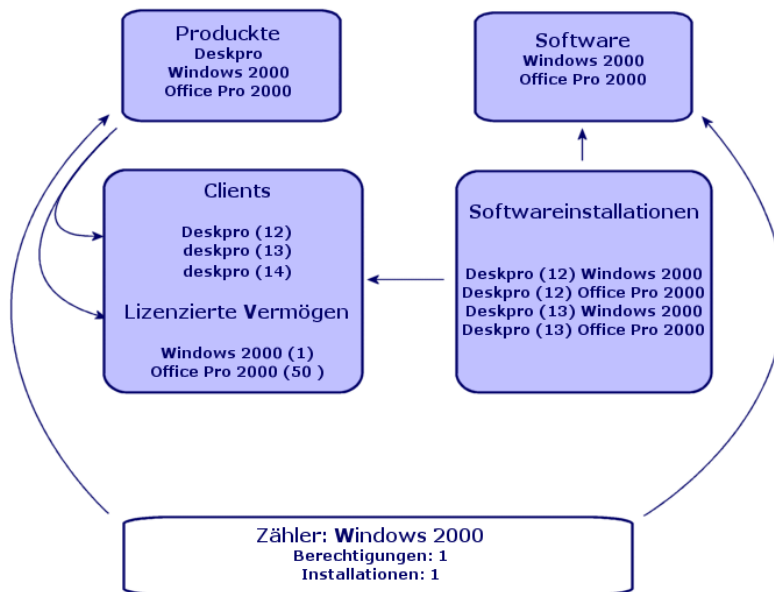 Produckte
Deskpro
Windows 2000
Office Pro 2000
Software
Windows 2000
Office Pro 2000
Clients
Deskpro (12)
deskpro (13)
deskpro (14)
Lizenzierte Vermögen
Windows 2000 (1)
Office Pro 2000 (50 )
Softwareinstallationen
Deskpro (12) Windows 2000
Deskpro (12) Office Pro 2000
Deskpro (13) Windows 2000
Deskpro (13) Office Pro 2000
Zähler: Windows 2000
Berechtigungen: 1
Installationen: 1